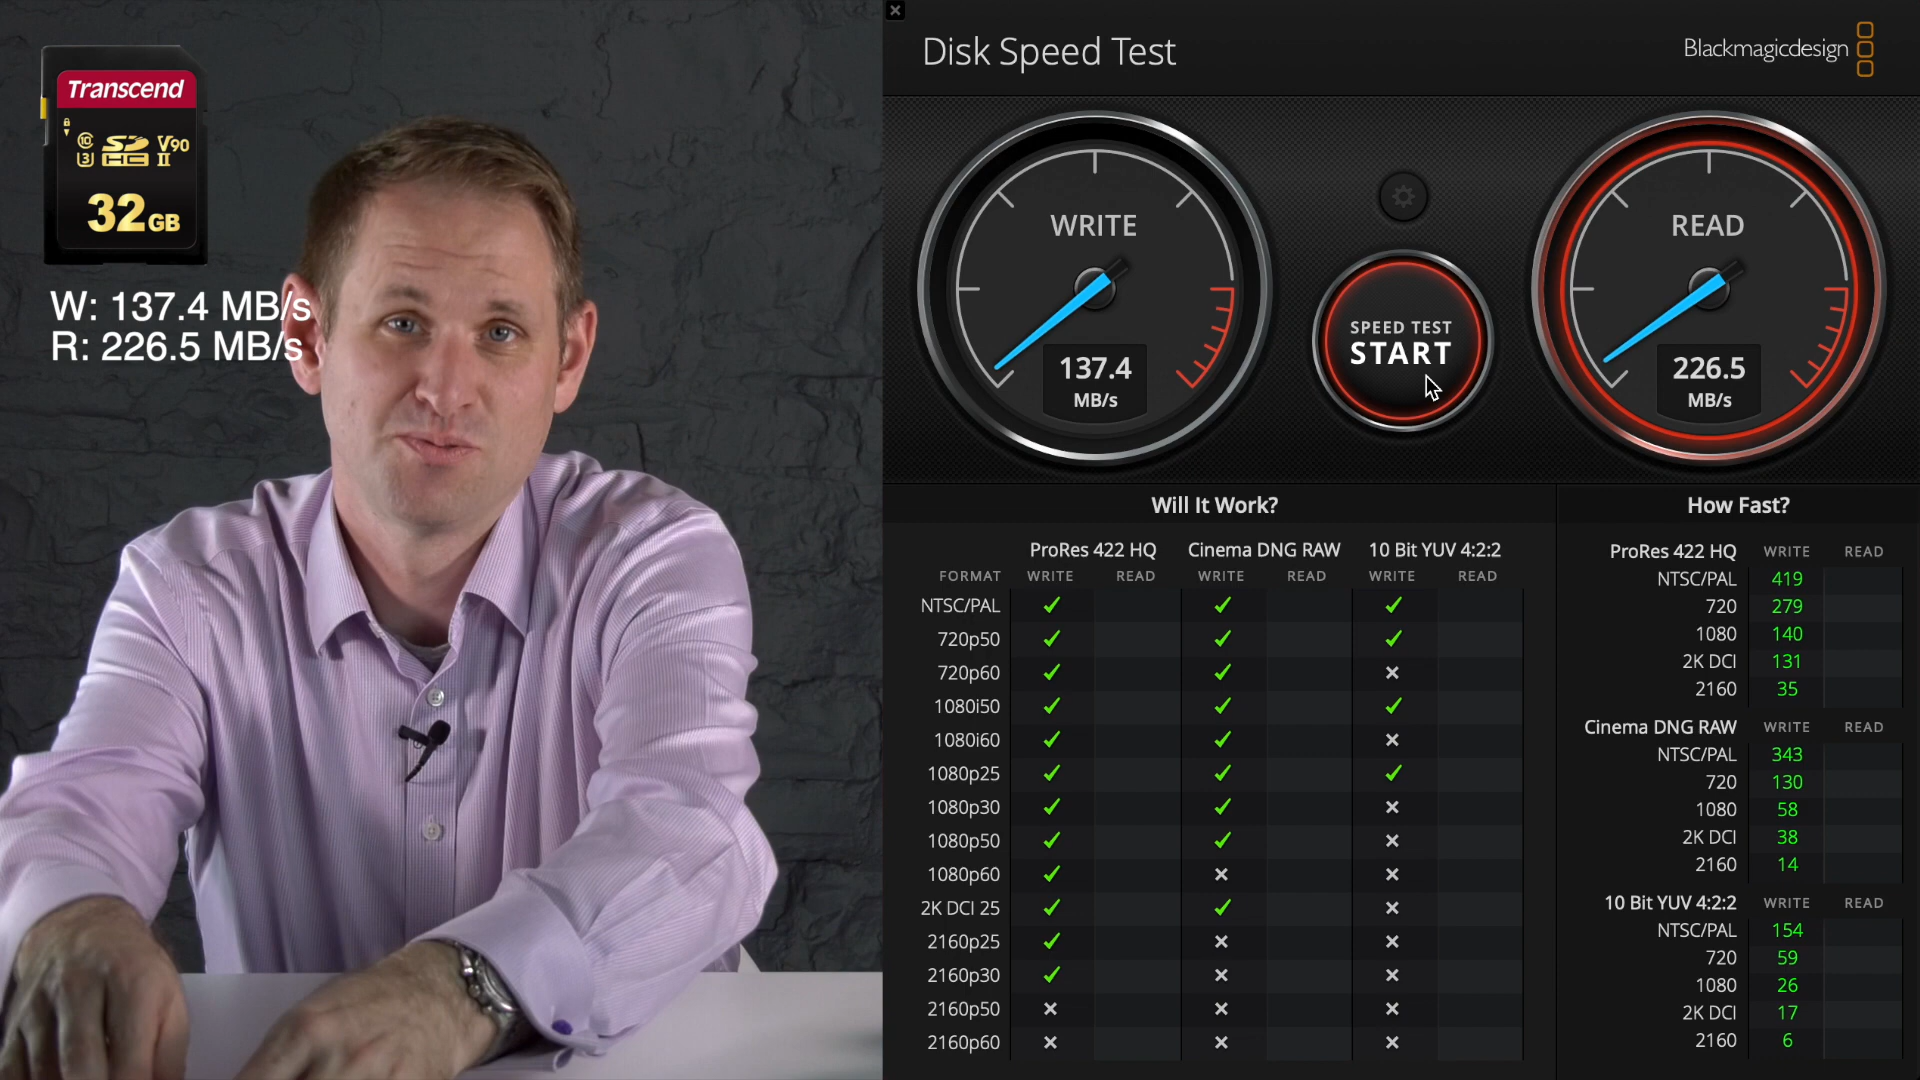 Transcend
10 SD V90
3 HC II
32GB
W: 137.4 MB/s
R: 226.5 MB/s
Disk Speed Test
Blackmagicdesign
WRITE
137.4
MB/s
SPEED TEST
START
READ
226.5
MB/s
Will It Work?
ProRes 422 HQ Cinema DNG RAW 10 Bit YUV 4:2:2
FORMAT WRITE READ WRITE READ WRITE READ
NTSC/PAL ✓ ✓ ✓
720p50 ✓ ✓ ✓
720p60 ✓ ✓ ×
1080i50 ✓ ✓ ✓
1080i60 ✓ ✓ ×
1080p25 ✓ ✓ ✓
1080p30 ✓ ✓ ×
1080p50 ✓ ✓ ×
1080p60 ✓ × ×
2K DCI 25 ✓ ✓ ×
2160p25 ✓ × ×
2160p30 ✓ × ×
2160p50 × × ×
2160p60 × × ×
How Fast?
ProRes 422 HQ WRITE READ
NTSC/PAL 419
720 279
1080 140
2K DCI 131
2160 35
Cinema DNG RAW WRITE READ
NTSC/PAL 343
720 130
1080 58
2K DCI 38
2160 14
10 Bit YUV 4:2:2 WRITE READ
NTSC/PAL 154
720 59
1080 26
2K DCI 17
2160 6